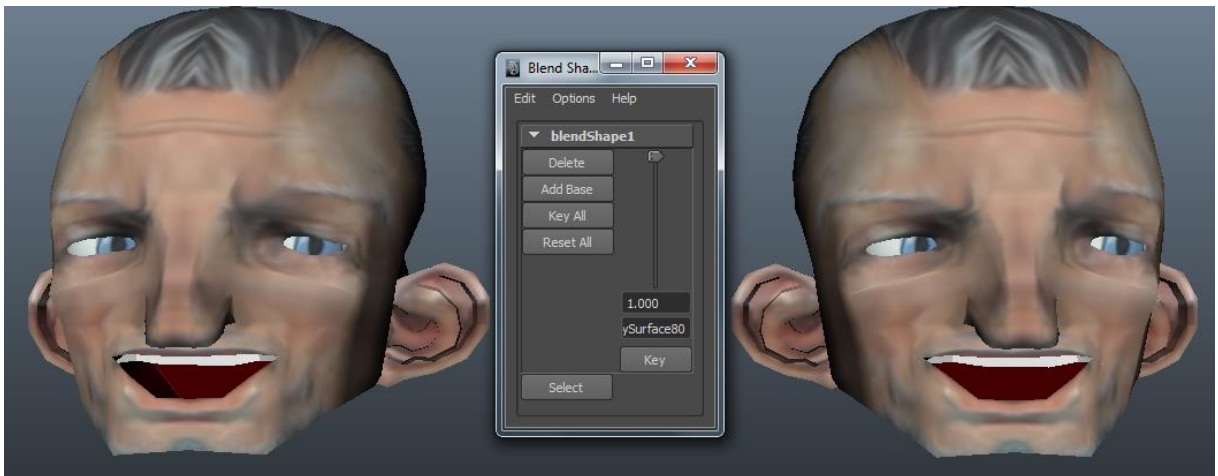 Blend Sha...
Edit Options Help
blendShape1
Delete
Add Base
Key All
Reset All
1.000
ySurface80
Key
Select